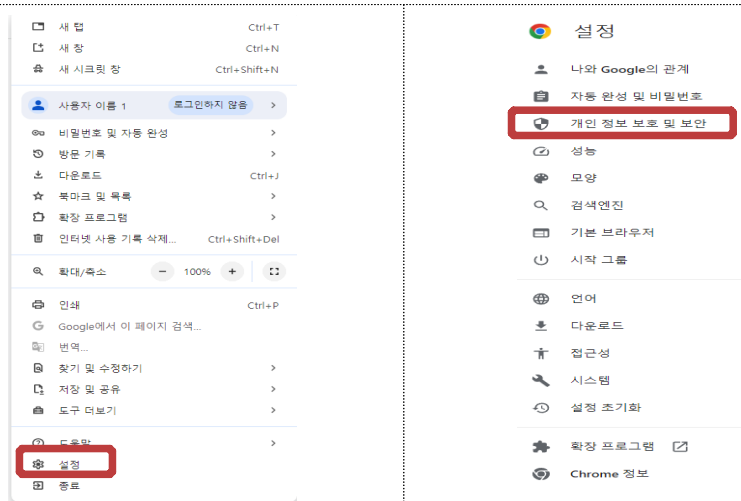 새 탭 Ctrl+T
새 창 Ctrl+N
새 시크릿 창 Ctrl+Shift+N
사용자 이름 1 로그인하지 않음
비밀번호 및 자동 완성
방문 기록
다운로드 Ctrl+J
북마크 및 목록
확장 프로그램
인터넷 사용 기록 삭제... Ctrl+Shift+Del
확대/축소 − 100% +
인쇄 Ctrl+P
Google에서 이 페이지 검색...
번역...
찾기 및 수정하기
저장 및 공유
도구 더보기
도움말
설정
종료
설정
나와 Google의 관계
자동 완성 및 비밀번호
개인 정보 보호 및 보안
성능
모양
검색엔진
기본 브라우저
시작 그룹
언어
다운로드
접근성
시스템
설정 초기화
확장 프로그램
Chrome 정보